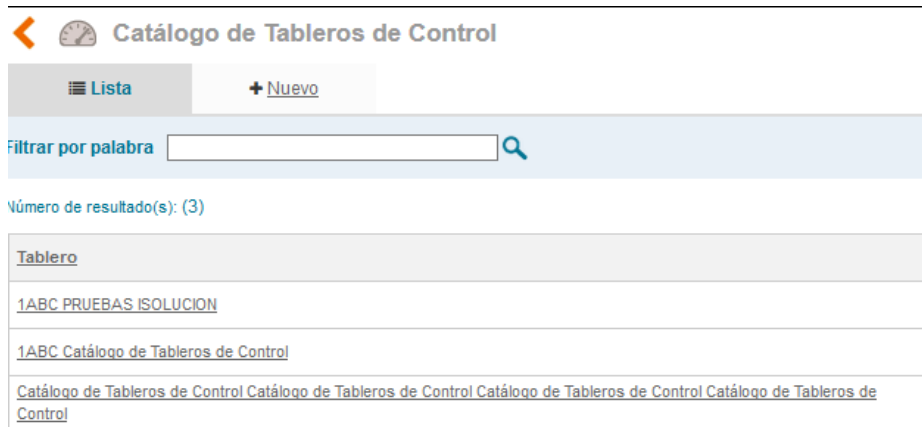 Catálogo de Tableros de Control
Lista
Nuevo
Filtrar por palabra
Número de resultado(s): (3)
Tablero
1ABC PRUEBAS ISOLUCION
1ABC Catálogo de Tableros de Control
Catálogo de Tableros de Control Catálogo de Tableros de Control Catálogo de Tableros de Control Catálogo de Tableros de
Control